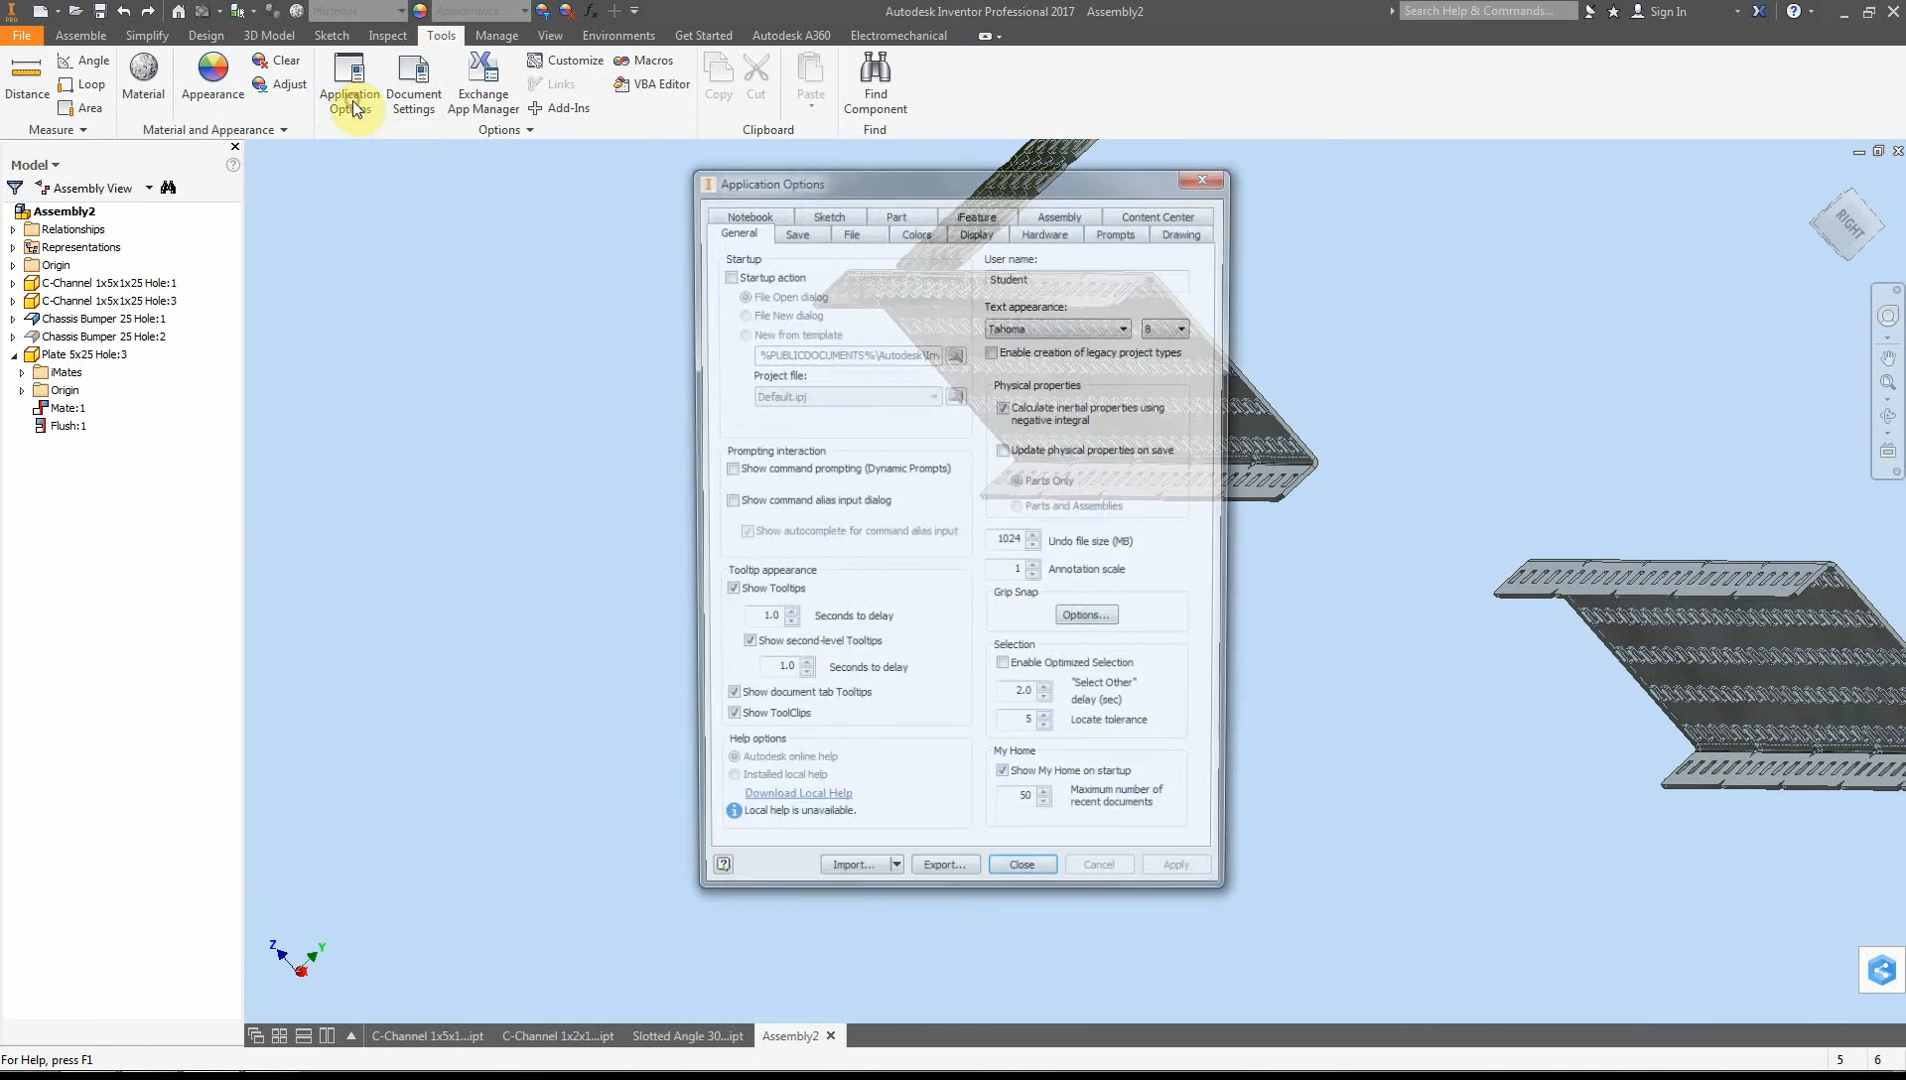 PRO
Material
Appearance
fx
Autodesk Inventor Professional 2017 Assembly2
Search Help & Commands...
Sign In
File Assemble Simplify Design 3D Model Sketch Inspect Tools Manage View Environments Get Started Autodesk A360 Electromechanical
Distance
Angle
Loop
Area
Measure
Material
Appearance
Clear
Adjust
Material and Appearance
Application
Options
Document
Settings
Exchange
App Manager
Customize
Links
Add-Ins
Macros
VBA Editor
Options
Copy
Cut
Paste
Clipboard
Find
Component
Find
Model
Assembly View
Assembly2
Relationships
Representations
Origin
C-Channel 1x5x1x25 Hole:1
C-Channel 1x5x1x25 Hole:3
Chassis Bumper 25 Hole:1
Chassis Bumper 25 Hole:2
Plate 5x25 Hole:3
iMates
Origin
Mate:1
Flush:1
RIGHT
Application Options
Notebook Sketch Part iFeature Assembly Content Center
General Save File Colors Display Hardware Prompts Drawing
Startup
Startup action
File Open dialog
File New dialog
New from template
%PUBLICDOCUMENTS%\Autodesk\Inv
Project file:
Default.ipj
Prompting interaction
Show command prompting (Dynamic Prompts)
Show command alias input dialog
Show autocomplete for command alias input
Tooltip appearance
Show Tooltips
1.0 Seconds to delay
Show second-level Tooltips
1.0 Seconds to delay
Show document tab Tooltips
Show ToolClips
Help options
Autodesk online help
Installed local help
Download Local Help
Local help is unavailable.
User name:
Student
Text appearance:
Tahoma 8
Enable creation of legacy project types
Physical properties
Calculate inertial properties using
negative integral
Update physical properties on save
Parts Only
Parts and Assemblies
1024 Undo file size (MB)
1 Annotation scale
Grip Snap
Options...
Selection
Enable Optimized Selection
2.0 "Select Other"
delay (sec)
5 Locate tolerance
My Home
Show My Home on startup
50 Maximum number of
recent documents
Import... Export... Close Cancel Apply
Z Y
C-Channel 1x5x1...ipt C-Channel 1x2x1...ipt Slotted Angle 30...ipt Assembly2
For Help, press F1
5 6